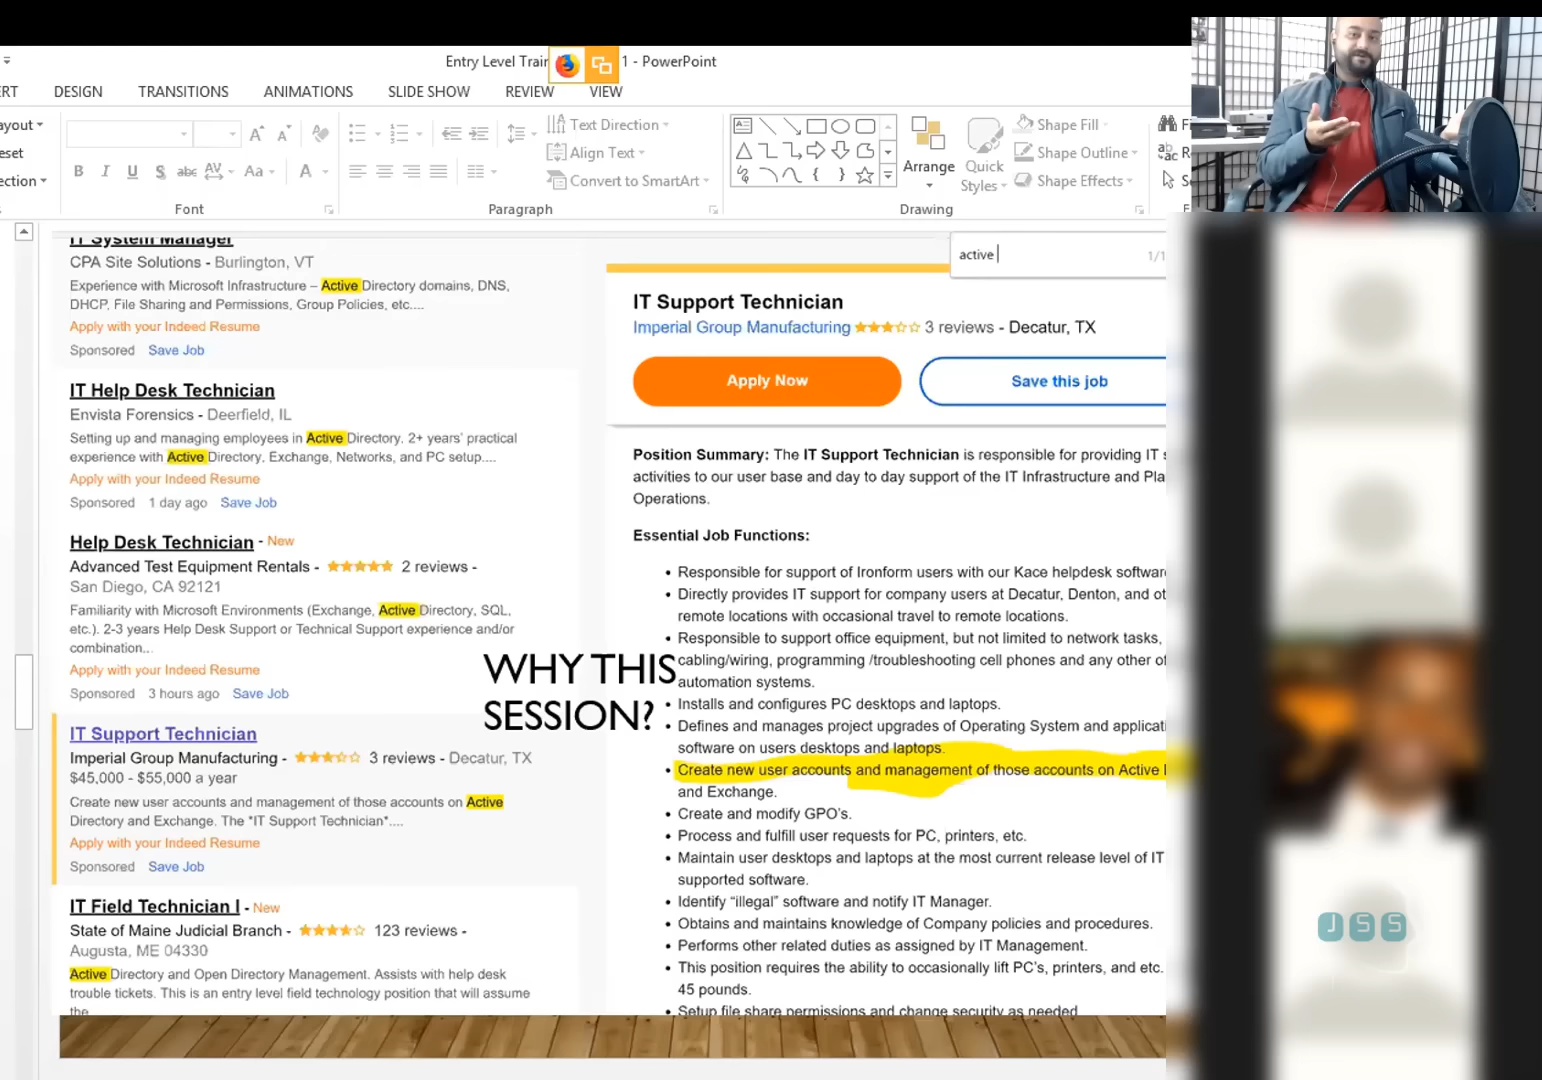 Entry Level Train
1 - PowerPoint
ERT
DESIGN
TRANSITIONS
ANIMATIONS
SLIDE SHOW
REVIEW
VIEW
ayout
eset
ection
B I U S abc AV Aa A
Font
Text Direction
Align Text
Convert to SmartArt
Paragraph
Arrange
Quick
Styles
Shape Fill
Shape Outline
Shape Effects
Drawing
active
1/1
IT System Manager
CPA Site Solutions - Burlington, VT
Experience with Microsoft Infrastructure – Active Directory domains, DNS,
DHCP, File Sharing and Permissions, Group Policies, etc....
Apply with your Indeed Resume
Sponsored Save Job
IT Help Desk Technician
Envista Forensics - Deerfield, IL
Setting up and managing employees in Active Directory. 2+ years' practical
experience with Active Directory, Exchange, Networks, and PC setup....
Apply with your Indeed Resume
Sponsored 1 day ago Save Job
Help Desk Technician - New
Advanced Test Equipment Rentals - 2 reviews -
San Diego, CA 92121
Familiarity with Microsoft Environments (Exchange, Active Directory, SQL,
etc.). 2-3 years Help Desk Support or Technical Support experience and/or
combination...
Apply with your Indeed Resume
Sponsored 3 hours ago Save Job
IT Support Technician
Imperial Group Manufacturing - 3 reviews - Decatur, TX
$45,000 - $55,000 a year
Create new user accounts and management of those accounts on Active
Directory and Exchange. The *IT Support Technician*....
Apply with your Indeed Resume
Sponsored Save Job
IT Field Technician I - New
State of Maine Judicial Branch - 123 reviews -
Augusta, ME 04330
Active Directory and Open Directory Management. Assists with help desk
trouble tickets. This is an entry level field technology position that will assume
the
WHY THIS
SESSION?
IT Support Technician
Imperial Group Manufacturing 3 reviews - Decatur, TX
Apply Now
Save this job
Position Summary: The IT Support Technician is responsible for providing IT s
activities to our user base and day to day support of the IT Infrastructure and Pla
Operations.
Essential Job Functions:
• Responsible for support of Ironform users with our Kace helpdesk softwar
• Directly provides IT support for company users at Decatur, Denton, and ot
remote locations with occasional travel to remote locations.
• Responsible to support office equipment, but not limited to network tasks,
cabling/wiring, programming /troubleshooting cell phones and any other of
automation systems.
• Installs and configures PC desktops and laptops.
• Defines and manages project upgrades of Operating System and applicati
software on users desktops and laptops.
• Create new user accounts and management of those accounts on Active
and Exchange.
• Create and modify GPO's.
• Process and fulfill user requests for PC, printers, etc.
• Maintain user desktops and laptops at the most current release level of IT
supported software.
• Identify “illegal” software and notify IT Manager.
• Obtains and maintains knowledge of Company policies and procedures.
• Performs other related duties as assigned by IT Management.
• This position requires the ability to occasionally lift PC's, printers, and etc.
45 pounds.
• Setup file share permissions and change security as needed
JSS